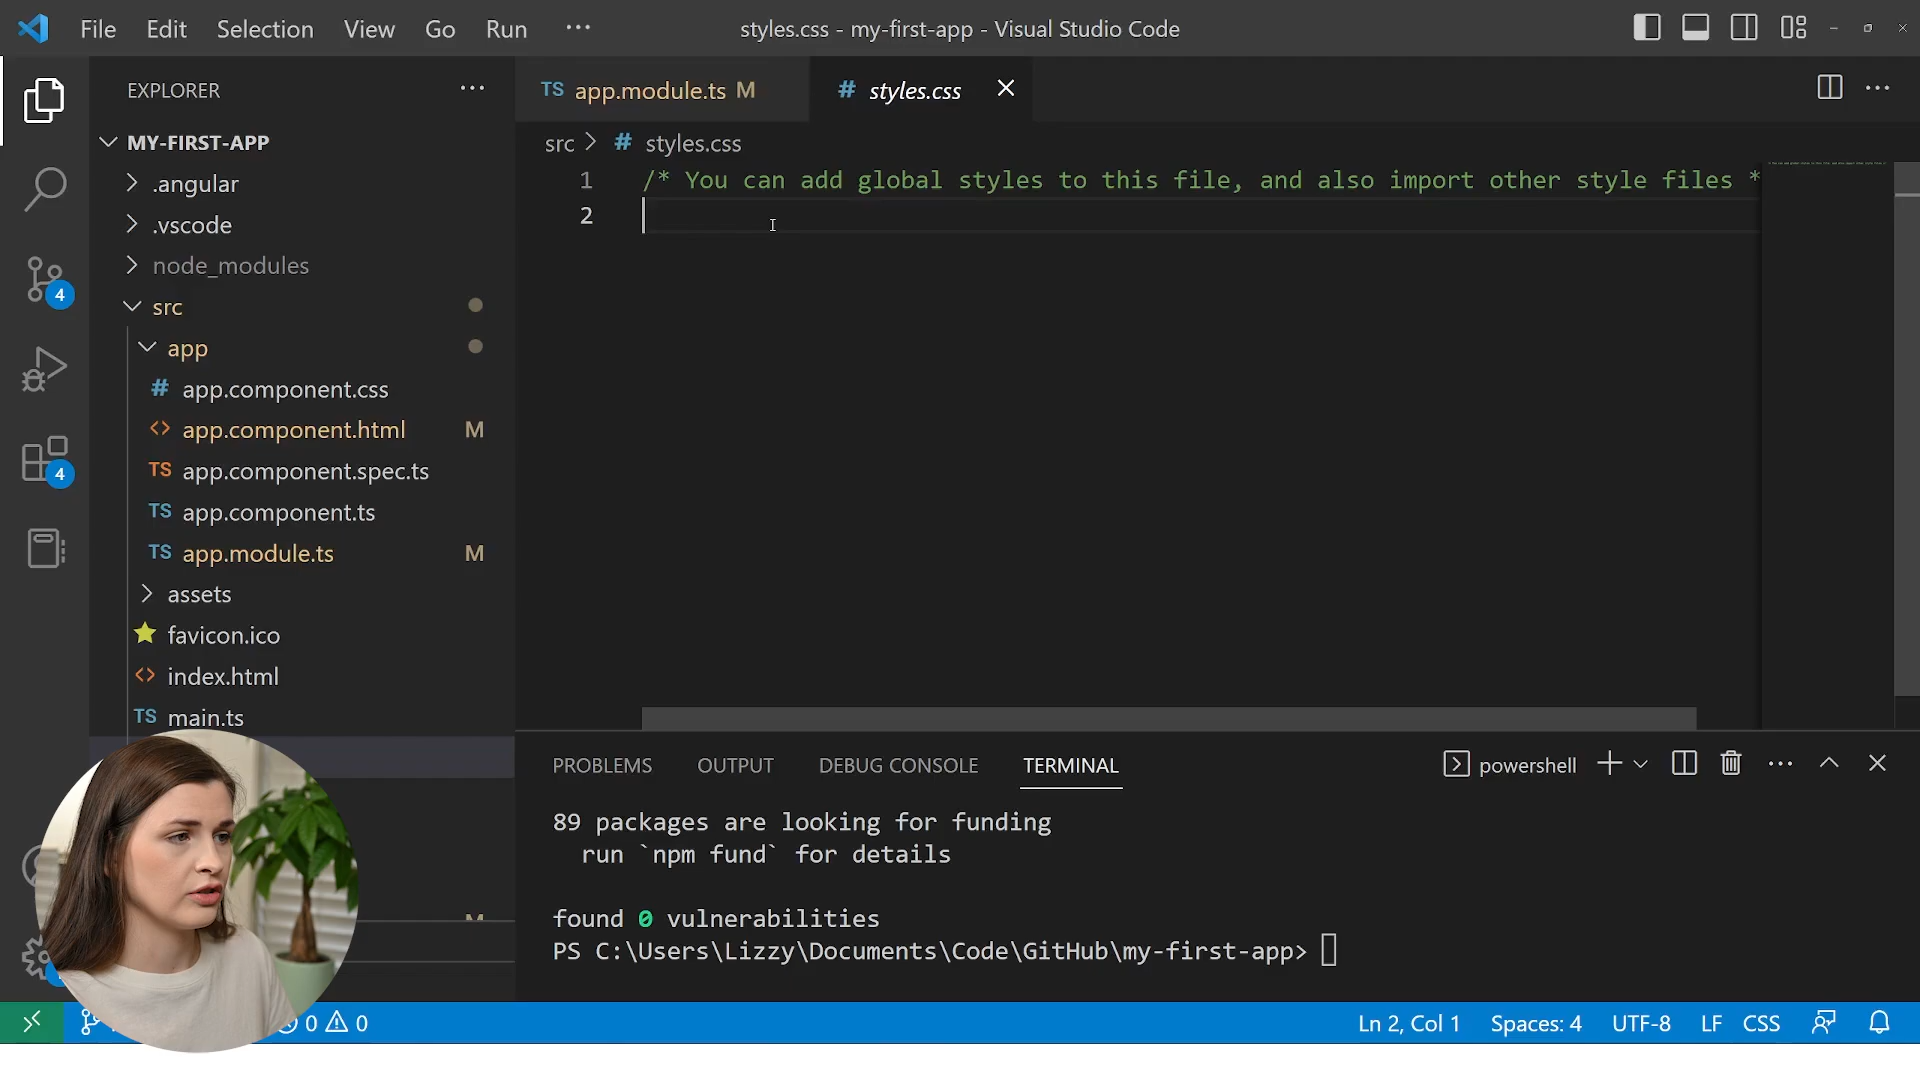 File Edit Selection View Go Run ··· styles.css - my-first-app - Visual Studio Code
EXPLORER ···
TS app.module.ts M # styles.css
MY-FIRST-APP
src > # styles.css
.angular
.vscode
node_modules
src
app
# app.component.css
<> app.component.html M
TS app.component.spec.ts
TS app.component.ts
TS app.module.ts M
assets
favicon.ico
<> index.html
TS main.ts
4
4
1 /* You can add global styles to this file, and also import other style files *
2
PROBLEMS OUTPUT DEBUG CONSOLE TERMINAL powershell
89 packages are looking for funding
run `npm fund` for details
found 0 vulnerabilities
PS C:\Users\Lizzy\Documents\Code\GitHub\my-first-app>
0 0 Ln 2, Col 1 Spaces: 4 UTF-8 LF CSS